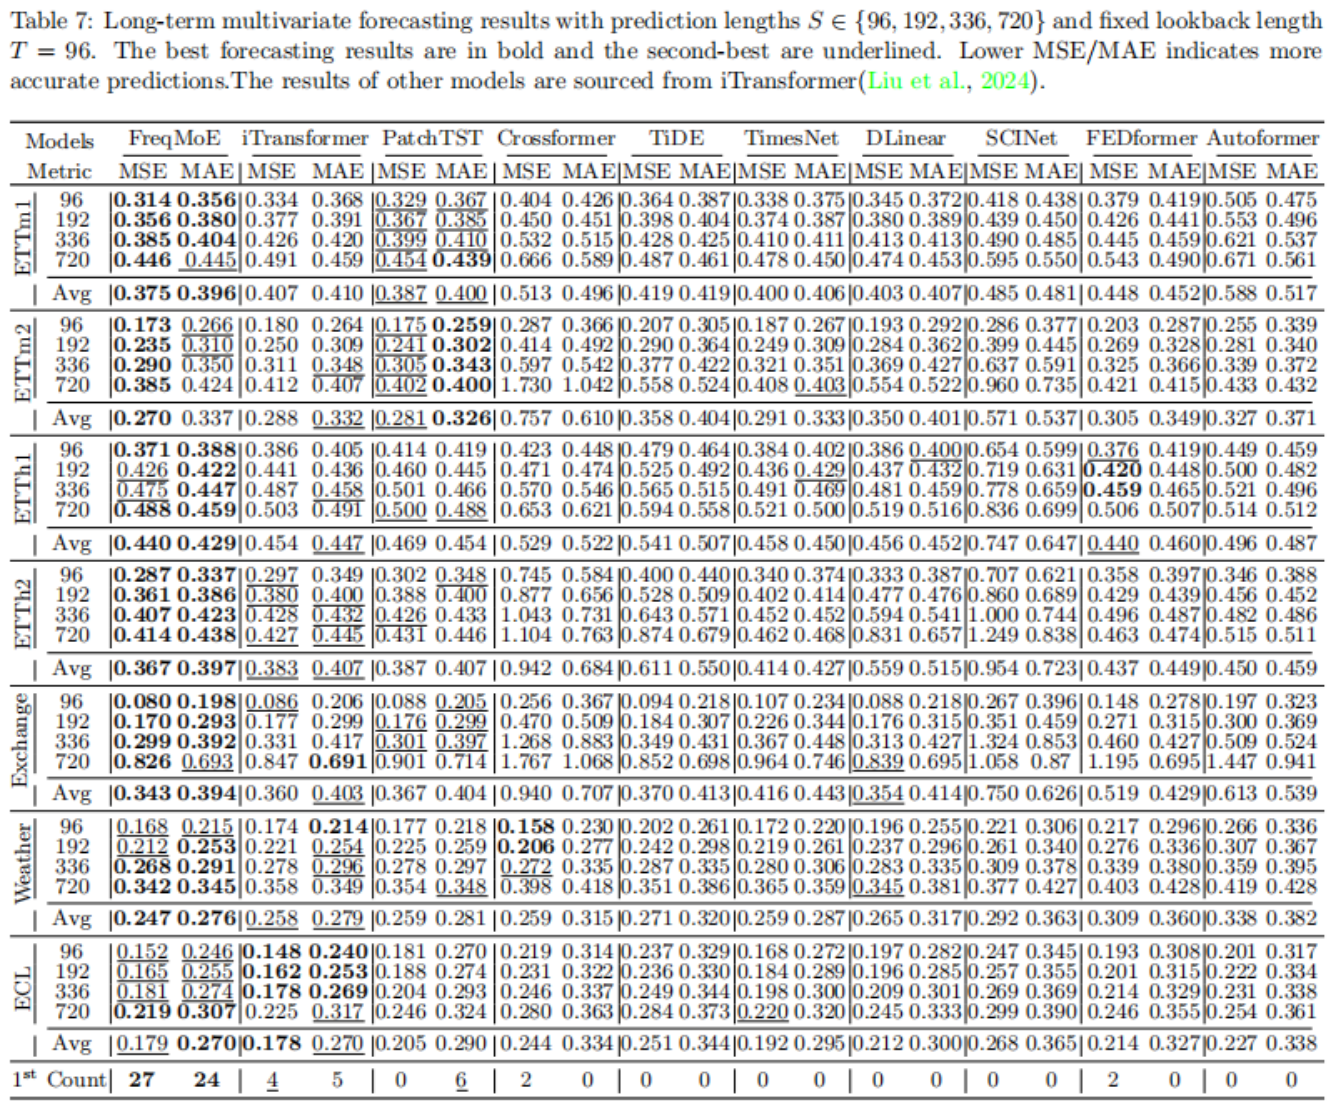 Table 7: Long-term multivariate forecasting results with prediction lengths S ∈ {96, 192, 336, 720} and fixed lookback length
T = 96. The best forecasting results are in bold and the second-best are underlined. Lower MSE/MAE indicates more
accurate predictions.The results of other models are sourced from iTransformer(Liu et al., 2024).
Models FreqMoE iTransformer PatchTST Crossformer TiDE TimesNet DLinear SCINet FEDformer Autoformer
Metric MSE MAE MSE MAE MSE MAE MSE MAE MSE MAE MSE MAE MSE MAE MSE MAE MSE MAE MSE MAE
ETTm1
96 0.314 0.356 0.334 0.368 0.329 0.367 0.404 0.426 0.364 0.387 0.338 0.375 0.345 0.372 0.418 0.438 0.379 0.419 0.505 0.475
192 0.356 0.380 0.377 0.391 0.367 0.385 0.450 0.451 0.398 0.404 0.374 0.387 0.380 0.389 0.439 0.450 0.426 0.441 0.553 0.496
336 0.385 0.404 0.426 0.420 0.399 0.410 0.532 0.515 0.428 0.425 0.410 0.411 0.413 0.413 0.490 0.485 0.445 0.459 0.621 0.537
720 0.446 0.445 0.491 0.459 0.454 0.439 0.666 0.589 0.487 0.461 0.478 0.450 0.474 0.453 0.595 0.550 0.543 0.490 0.671 0.561
Avg 0.375 0.396 0.407 0.410 0.387 0.400 0.513 0.496 0.419 0.419 0.400 0.406 0.403 0.407 0.485 0.481 0.448 0.452 0.588 0.517
ETTm2
96 0.173 0.266 0.180 0.264 0.175 0.259 0.287 0.366 0.207 0.305 0.187 0.267 0.193 0.292 0.286 0.377 0.203 0.287 0.255 0.339
192 0.235 0.310 0.250 0.309 0.241 0.302 0.414 0.492 0.290 0.364 0.249 0.309 0.284 0.362 0.399 0.445 0.269 0.328 0.281 0.340
336 0.290 0.350 0.311 0.348 0.305 0.343 0.597 0.542 0.377 0.422 0.321 0.351 0.369 0.427 0.637 0.591 0.325 0.366 0.339 0.372
720 0.385 0.424 0.412 0.407 0.402 0.400 1.730 1.042 0.558 0.524 0.408 0.403 0.554 0.522 0.960 0.735 0.421 0.415 0.433 0.432
Avg 0.270 0.337 0.288 0.332 0.281 0.326 0.757 0.610 0.358 0.404 0.291 0.333 0.350 0.401 0.571 0.537 0.305 0.349 0.327 0.371
ETTh1
96 0.371 0.388 0.386 0.405 0.414 0.419 0.423 0.448 0.479 0.464 0.384 0.402 0.386 0.400 0.654 0.599 0.376 0.419 0.449 0.459
192 0.426 0.422 0.441 0.436 0.460 0.445 0.471 0.474 0.525 0.492 0.436 0.429 0.437 0.432 0.719 0.631 0.420 0.448 0.500 0.482
336 0.475 0.447 0.487 0.458 0.501 0.466 0.570 0.546 0.565 0.515 0.491 0.469 0.481 0.459 0.778 0.659 0.459 0.465 0.521 0.496
720 0.488 0.459 0.503 0.491 0.500 0.488 0.653 0.621 0.594 0.558 0.521 0.500 0.519 0.516 0.836 0.699 0.506 0.507 0.514 0.512
Avg 0.440 0.429 0.454 0.447 0.469 0.454 0.529 0.522 0.541 0.507 0.458 0.450 0.456 0.452 0.747 0.647 0.440 0.460 0.496 0.487
ETTh2
96 0.287 0.337 0.297 0.349 0.302 0.348 0.745 0.584 0.400 0.440 0.340 0.374 0.333 0.387 0.707 0.621 0.358 0.397 0.346 0.388
192 0.361 0.386 0.380 0.400 0.388 0.400 0.877 0.656 0.528 0.509 0.402 0.414 0.477 0.476 0.860 0.689 0.429 0.439 0.456 0.452
336 0.407 0.423 0.428 0.432 0.426 0.433 1.043 0.731 0.643 0.571 0.452 0.452 0.594 0.541 1.000 0.744 0.496 0.487 0.482 0.486
720 0.414 0.438 0.427 0.445 0.431 0.446 1.104 0.763 0.874 0.679 0.462 0.468 0.831 0.657 1.249 0.838 0.463 0.474 0.515 0.511
Avg 0.367 0.397 0.383 0.407 0.387 0.407 0.942 0.684 0.611 0.550 0.414 0.427 0.559 0.515 0.954 0.723 0.437 0.449 0.450 0.459
Exchange
96 0.080 0.198 0.086 0.206 0.088 0.205 0.256 0.367 0.094 0.218 0.107 0.234 0.088 0.218 0.267 0.396 0.148 0.278 0.197 0.323
192 0.170 0.293 0.177 0.299 0.176 0.299 0.470 0.509 0.184 0.307 0.226 0.344 0.176 0.315 0.351 0.459 0.271 0.315 0.300 0.369
336 0.299 0.392 0.331 0.417 0.301 0.397 1.268 0.883 0.349 0.431 0.367 0.448 0.313 0.427 1.324 0.853 0.460 0.427 0.509 0.524
720 0.826 0.693 0.847 0.691 0.901 0.714 1.767 1.068 0.852 0.698 0.964 0.746 0.839 0.695 1.058 0.87 1.195 0.695 1.447 0.941
Avg 0.343 0.394 0.360 0.403 0.367 0.404 0.940 0.707 0.370 0.413 0.416 0.443 0.354 0.414 0.750 0.626 0.519 0.429 0.613 0.539
Weather
96 0.168 0.215 0.174 0.214 0.177 0.218 0.158 0.230 0.202 0.261 0.172 0.220 0.196 0.255 0.221 0.306 0.217 0.296 0.266 0.336
192 0.212 0.253 0.221 0.254 0.225 0.259 0.206 0.277 0.242 0.298 0.219 0.261 0.237 0.296 0.261 0.340 0.276 0.336 0.307 0.367
336 0.268 0.291 0.278 0.296 0.278 0.297 0.272 0.335 0.287 0.335 0.280 0.306 0.283 0.335 0.309 0.378 0.339 0.380 0.359 0.395
720 0.342 0.345 0.358 0.349 0.354 0.348 0.398 0.418 0.351 0.386 0.365 0.359 0.345 0.381 0.377 0.427 0.403 0.428 0.419 0.428
Avg 0.247 0.276 0.258 0.279 0.259 0.281 0.259 0.315 0.271 0.320 0.259 0.287 0.265 0.317 0.292 0.363 0.309 0.360 0.338 0.382
ECL
96 0.152 0.246 0.148 0.240 0.181 0.270 0.219 0.314 0.237 0.329 0.168 0.272 0.197 0.282 0.247 0.345 0.193 0.308 0.201 0.317
192 0.165 0.255 0.162 0.253 0.188 0.274 0.231 0.322 0.236 0.330 0.184 0.289 0.196 0.285 0.257 0.355 0.201 0.315 0.222 0.334
336 0.181 0.274 0.178 0.269 0.204 0.293 0.246 0.337 0.249 0.344 0.198 0.300 0.209 0.301 0.269 0.369 0.214 0.329 0.231 0.338
720 0.219 0.307 0.225 0.317 0.246 0.324 0.280 0.363 0.284 0.373 0.220 0.320 0.245 0.333 0.299 0.390 0.246 0.355 0.254 0.361
Avg 0.179 0.270 0.178 0.270 0.205 0.290 0.244 0.334 0.251 0.344 0.192 0.295 0.212 0.300 0.268 0.365 0.214 0.327 0.227 0.338
1st Count 27 24 4 5 0 6 2 0 0 0 0 0 0 0 0 0 2 0 0 0